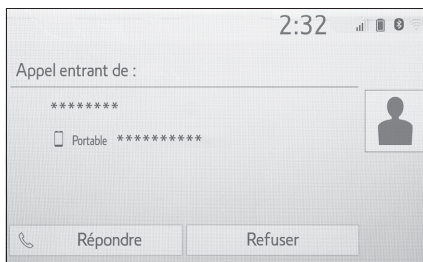 2:32
Appel entrant de :
********
Portable **********
Répondre
Refuser